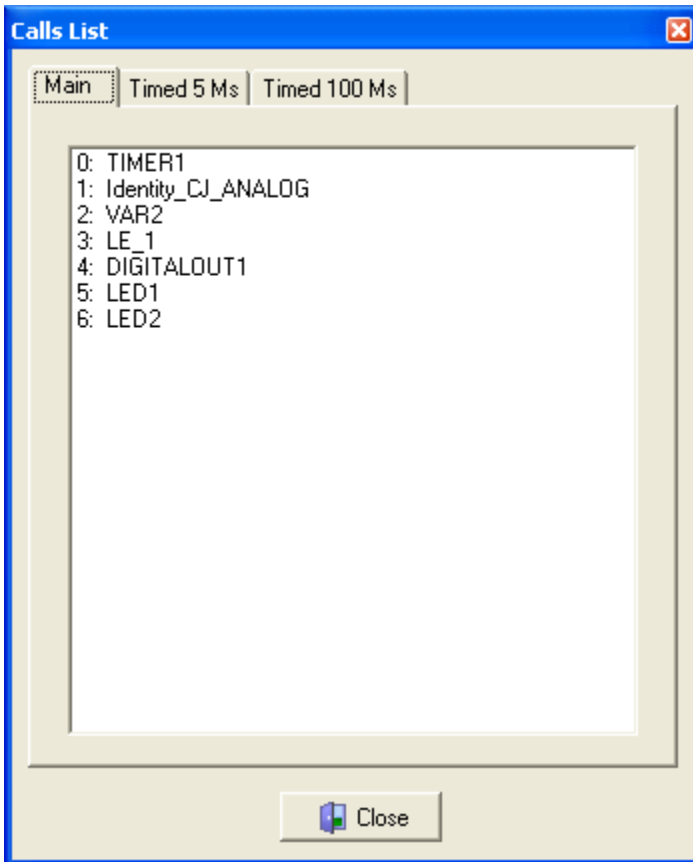 Calls List
Main
Timed 5 Ms
Timed 100 Ms
0: TIMER1
1: Identity_CJ_ANALOG
2: VAR2
3: LE_1
4: DIGITALOUT1
5: LED1
6: LED2
Close